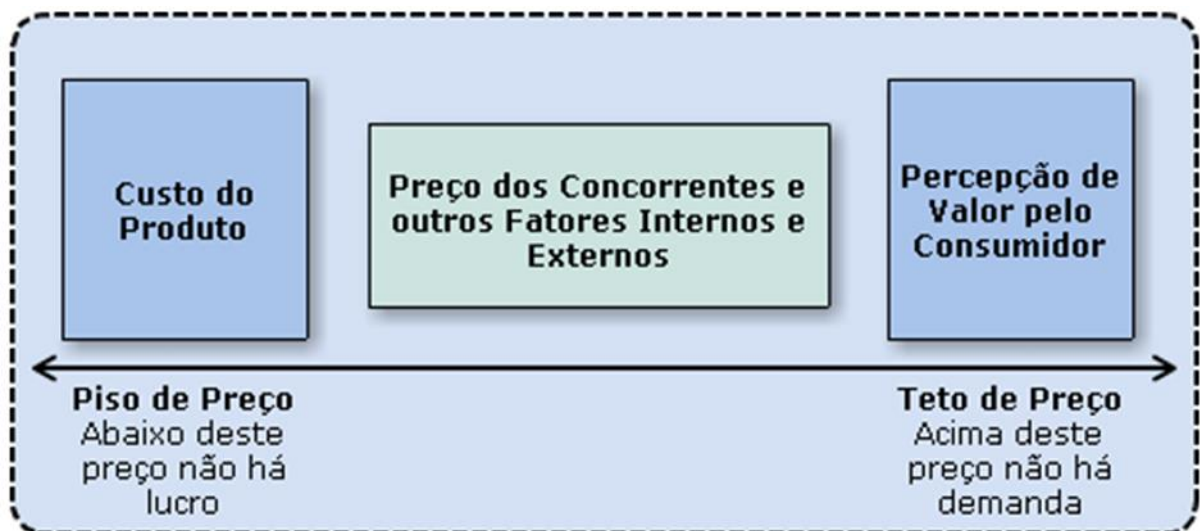 Custo do
Produto
Preço dos Concorrentes e
outros Fatores Internos e
Externos
Percepção de
Valor pelo
Consumidor
Piso de Preço
Abaixo deste
preço não há
lucro
Teto de Preço
Acima deste
preço não há
demanda